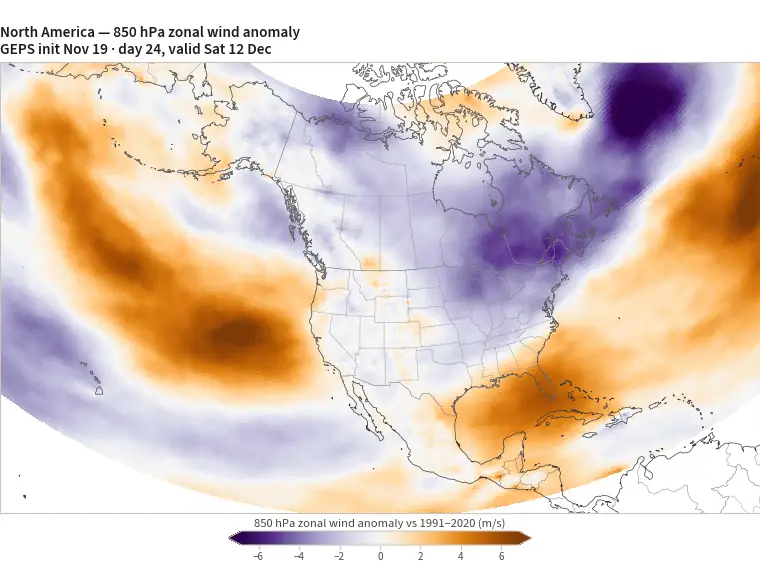 North America — 850 hPa zonal wind anomaly
GEPS init Nov 19 · day 24, valid Sat 12 Dec
850 hPa zonal wind anomaly vs 1991–2020 (m/s)
−6 −4 −2 0 2 4 6